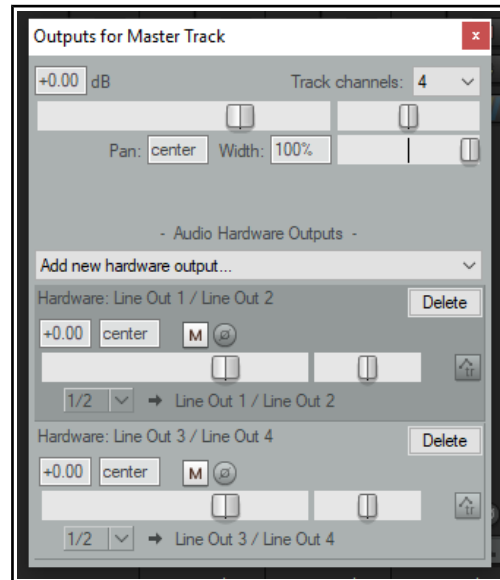 Outputs for Master Track x
+0.00 dB Track channels: 4
Pan: center Width: 100%
- Audio Hardware Outputs -
Add new hardware output...
Hardware: Line Out 1 / Line Out 2 Delete
+0.00 center M ø
tr
1/2 → Line Out 1 / Line Out 2
Hardware: Line Out 3 / Line Out 4 Delete
+0.00 center M ø
tr
1/2 → Line Out 3 / Line Out 4